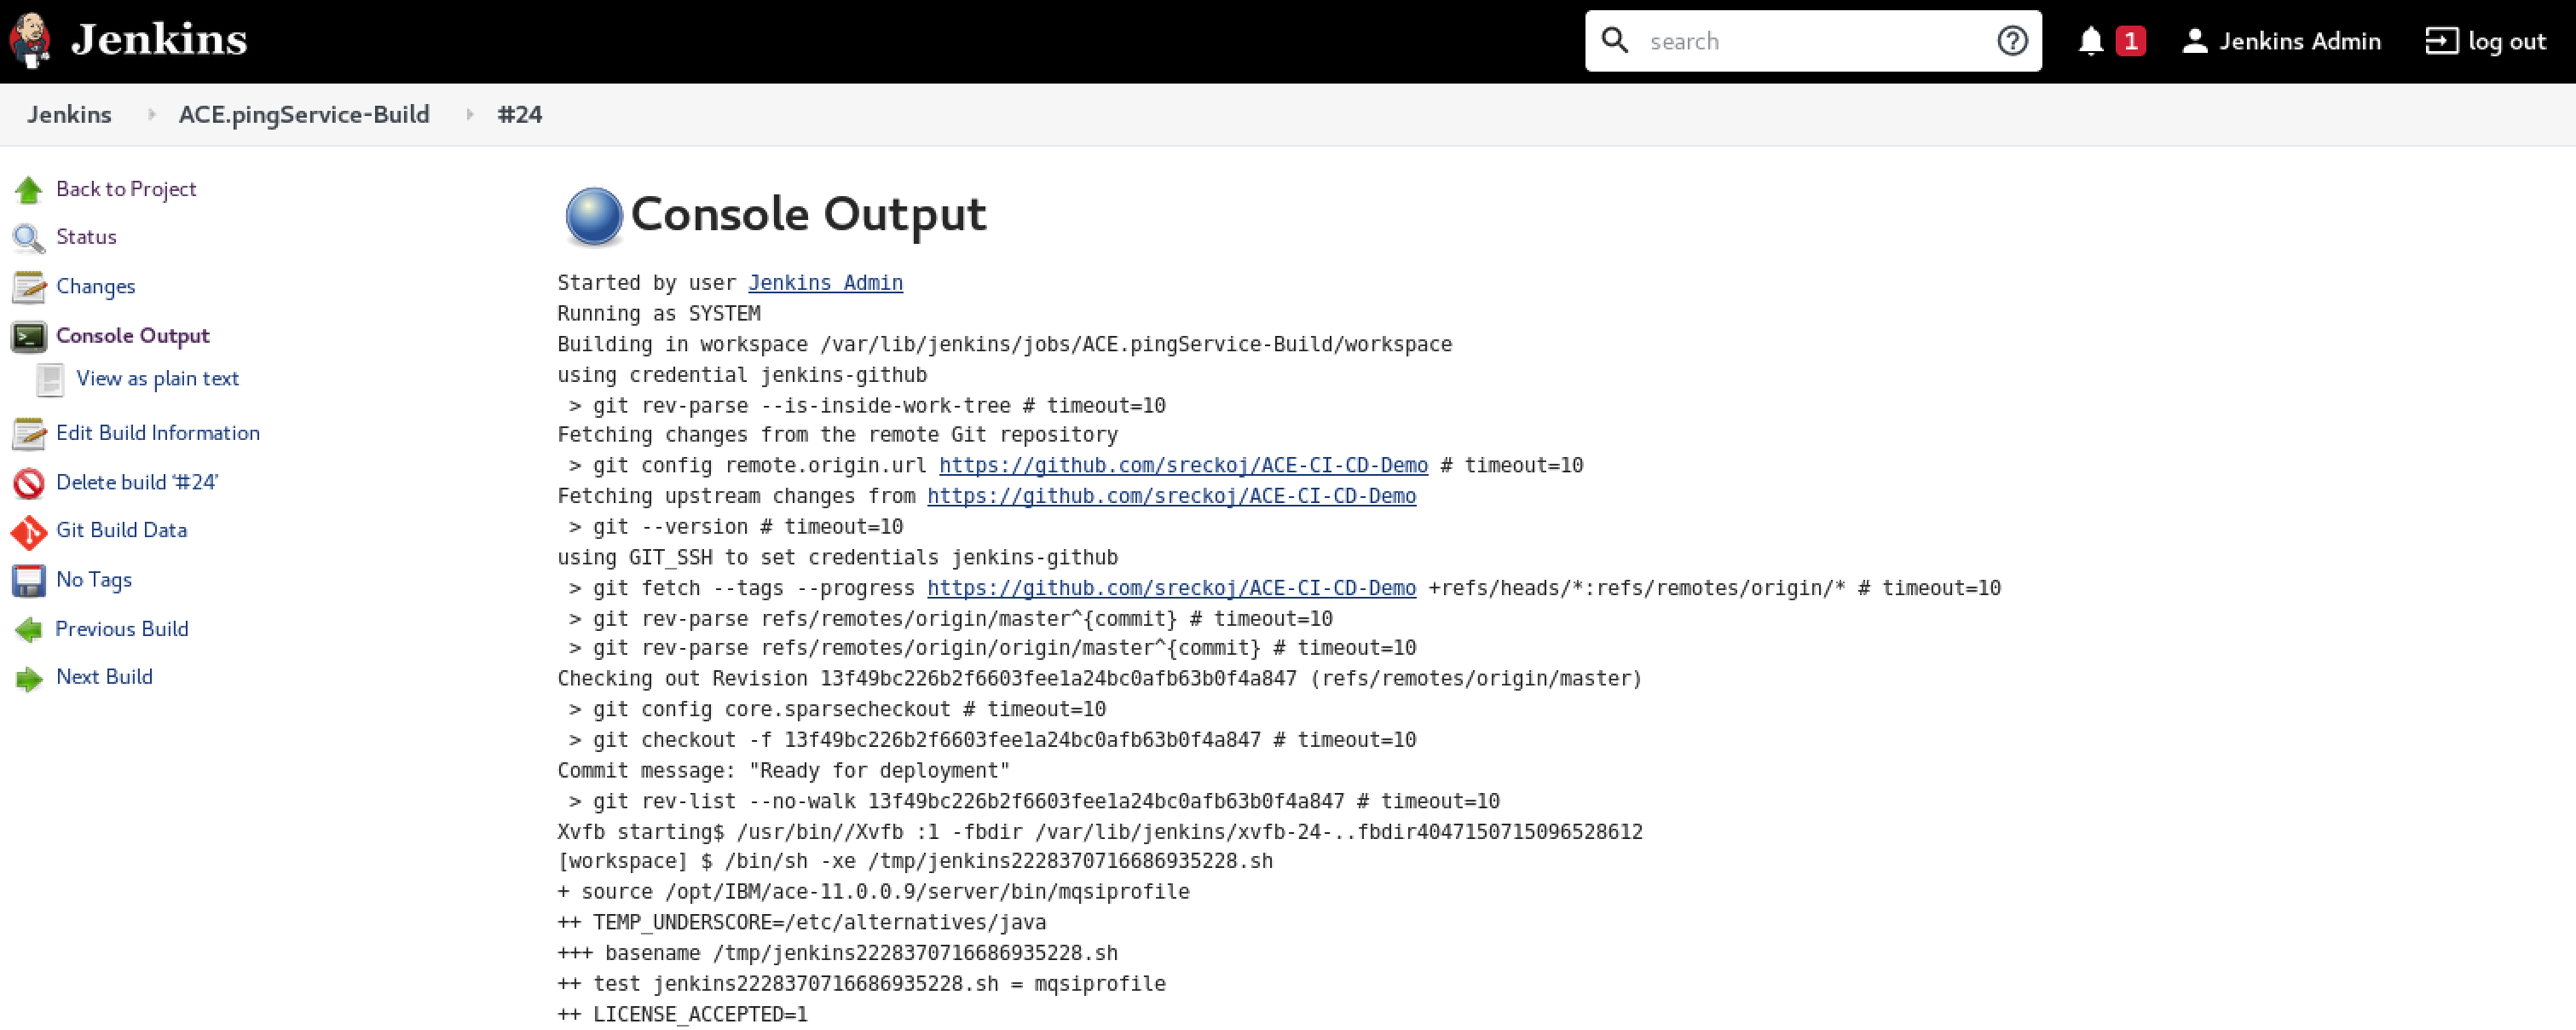 Jenkins
search
1
Jenkins Admin
log out
Jenkins
ACE.pingService-Build
#24
Back to Project
Status
Changes
Console Output
View as plain text
Edit Build Information
Delete build ‘#24’
Git Build Data
No Tags
Previous Build
Next Build
Console Output
Started by user Jenkins Admin
Running as SYSTEM
Building in workspace /var/lib/jenkins/jobs/ACE.pingService-Build/workspace
using credential jenkins-github
 > git rev-parse --is-inside-work-tree # timeout=10
Fetching changes from the remote Git repository
 > git config remote.origin.url https://github.com/sreckoj/ACE-CI-CD-Demo # timeout=10
Fetching upstream changes from https://github.com/sreckoj/ACE-CI-CD-Demo
 > git --version # timeout=10
using GIT_SSH to set credentials jenkins-github
 > git fetch --tags --progress https://github.com/sreckoj/ACE-CI-CD-Demo +refs/heads/*:refs/remotes/origin/* # timeout=10
 > git rev-parse refs/remotes/origin/master^{commit} # timeout=10
 > git rev-parse refs/remotes/origin/origin/master^{commit} # timeout=10
Checking out Revision 13f49bc226b2f6603fee1a24bc0afb63b0f4a847 (refs/remotes/origin/master)
 > git config core.sparsecheckout # timeout=10
 > git checkout -f 13f49bc226b2f6603fee1a24bc0afb63b0f4a847 # timeout=10
Commit message: "Ready for deployment"
 > git rev-list --no-walk 13f49bc226b2f6603fee1a24bc0afb63b0f4a847 # timeout=10
Xvfb starting$ /usr/bin//Xvfb :1 -fbdir /var/lib/jenkins/xvfb-24-..fbdir4047150715096528612
[workspace] $ /bin/sh -xe /tmp/jenkins2228370716686935228.sh
+ source /opt/IBM/ace-11.0.0.9/server/bin/mqsiprofile
++ TEMP_UNDERSCORE=/etc/alternatives/java
+++ basename /tmp/jenkins2228370716686935228.sh
++ test jenkins2228370716686935228.sh = mqsiprofile
++ LICENSE_ACCEPTED=1